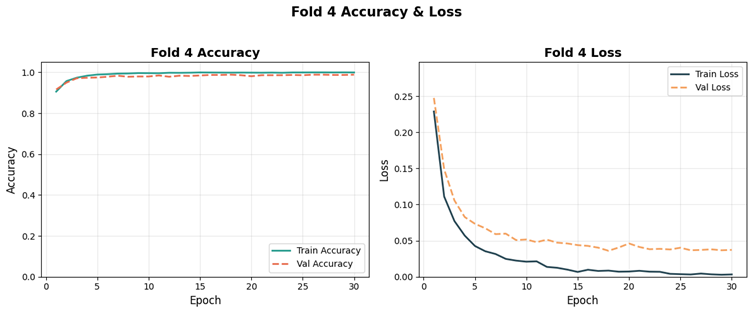 Fold 4 Accuracy & Loss
Fold 4 Accuracy
1.0
0.8
0.6
0.4
0.2
0.0
Accuracy
0 5 10 15 20 25 30
Epoch
Train Accuracy
Val Accuracy
Fold 4 Loss
0.25
0.20
0.15
0.10
0.05
0.00
Loss
0 5 10 15 20 25 30
Epoch
Train Loss
Val Loss